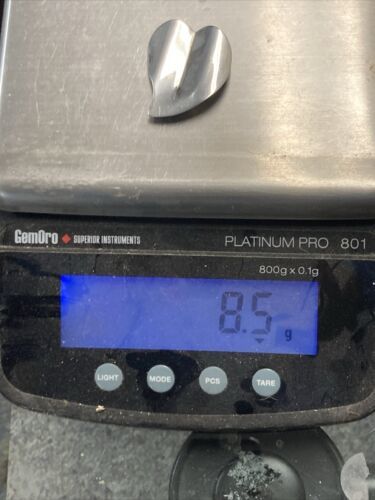 GemOro SUPERIOR INSTRUMENTS PLATINUM PRO 801
800g x 0.1g
8.5 g
LIGHT MODE PCS TARE